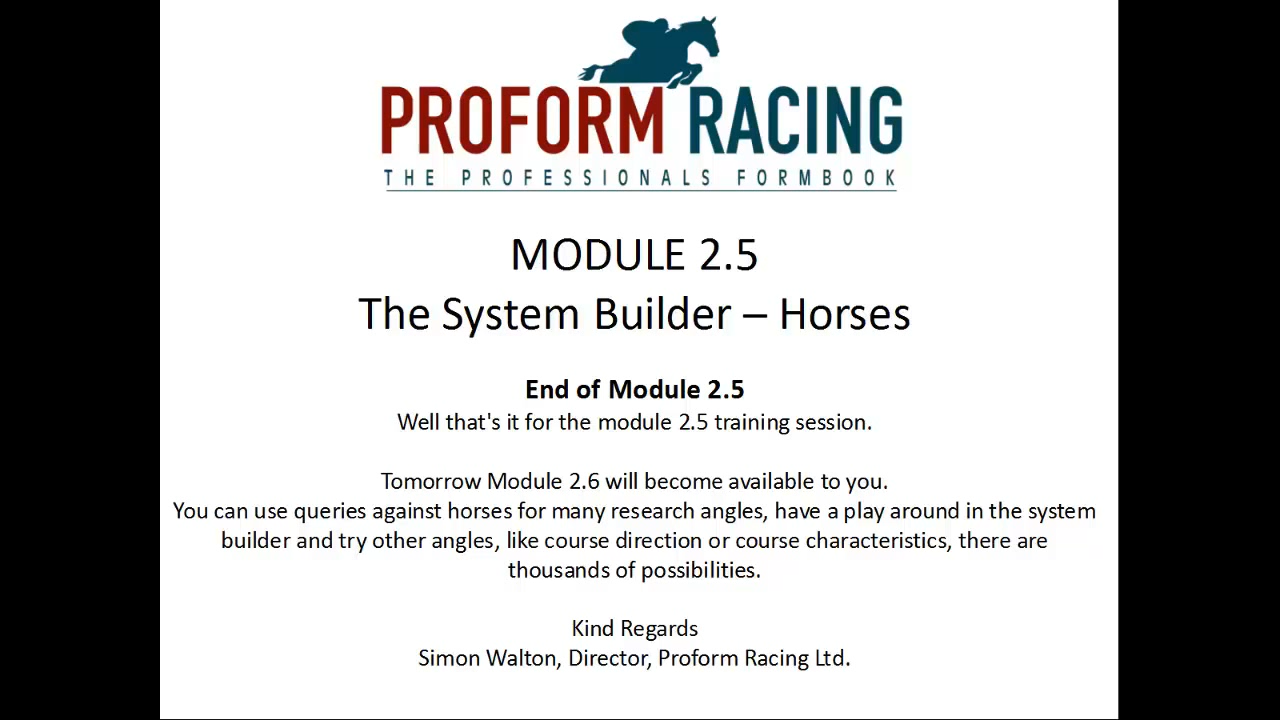 PROFORM RACING
THE PROFESSIONALS FORMBOOK
MODULE 2.5
The System Builder – Horses
End of Module 2.5
Well that's it for the module 2.5 training session.
Tomorrow Module 2.6 will become available to you.
You can use queries against horses for many research angles, have a play around in the system
builder and try other angles, like course direction or course characteristics, there are
thousands of possibilities.
Kind Regards
Simon Walton, Director, Proform Racing Ltd.